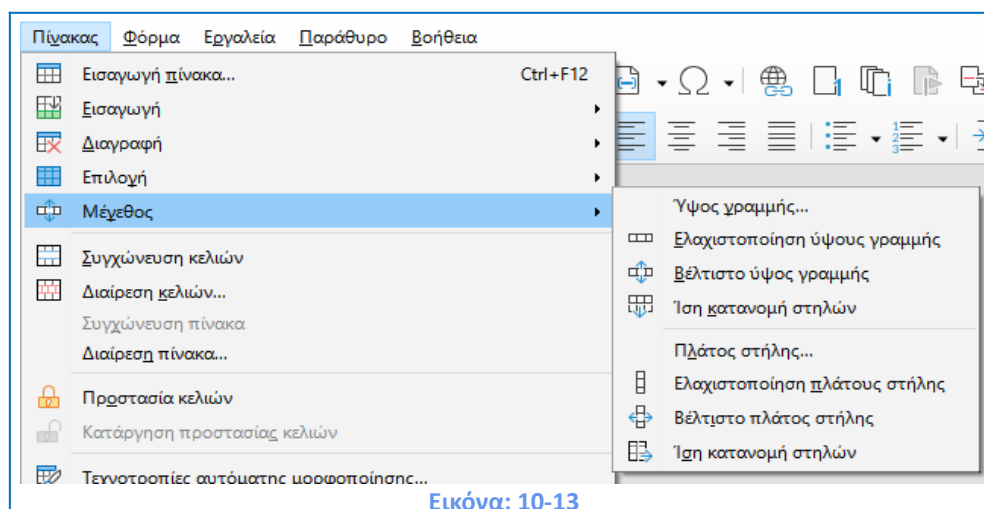 Πίνακας Φόρμα Εργαλεία Παράθυρο Βοήθεια
Εισαγωγή πίνακα... Ctrl+F12
Εισαγωγή
Διαγραφή
Επιλογή
Μέγεθος
Συγχώνευση κελιών
Διαίρεση κελιών...
Συγχώνευση πίνακα
Διαίρεση πίνακα...
Προστασία κελιών
Κατάργηση προστασίας κελιών
Τεχνοτροπίες αυτόματης μορφοποίησης...
Ύψος γραμμής...
Ελαχιστοποίηση ύψους γραμμής
Βέλτιστο ύψος γραμμής
Ίση κατανομή στηλών
Πλάτος στήλης...
Ελαχιστοποίηση πλάτους στήλης
Βέλτιστο πλάτος στήλης
Ίση κατανομή στηλών
Εικόνα: 10-13